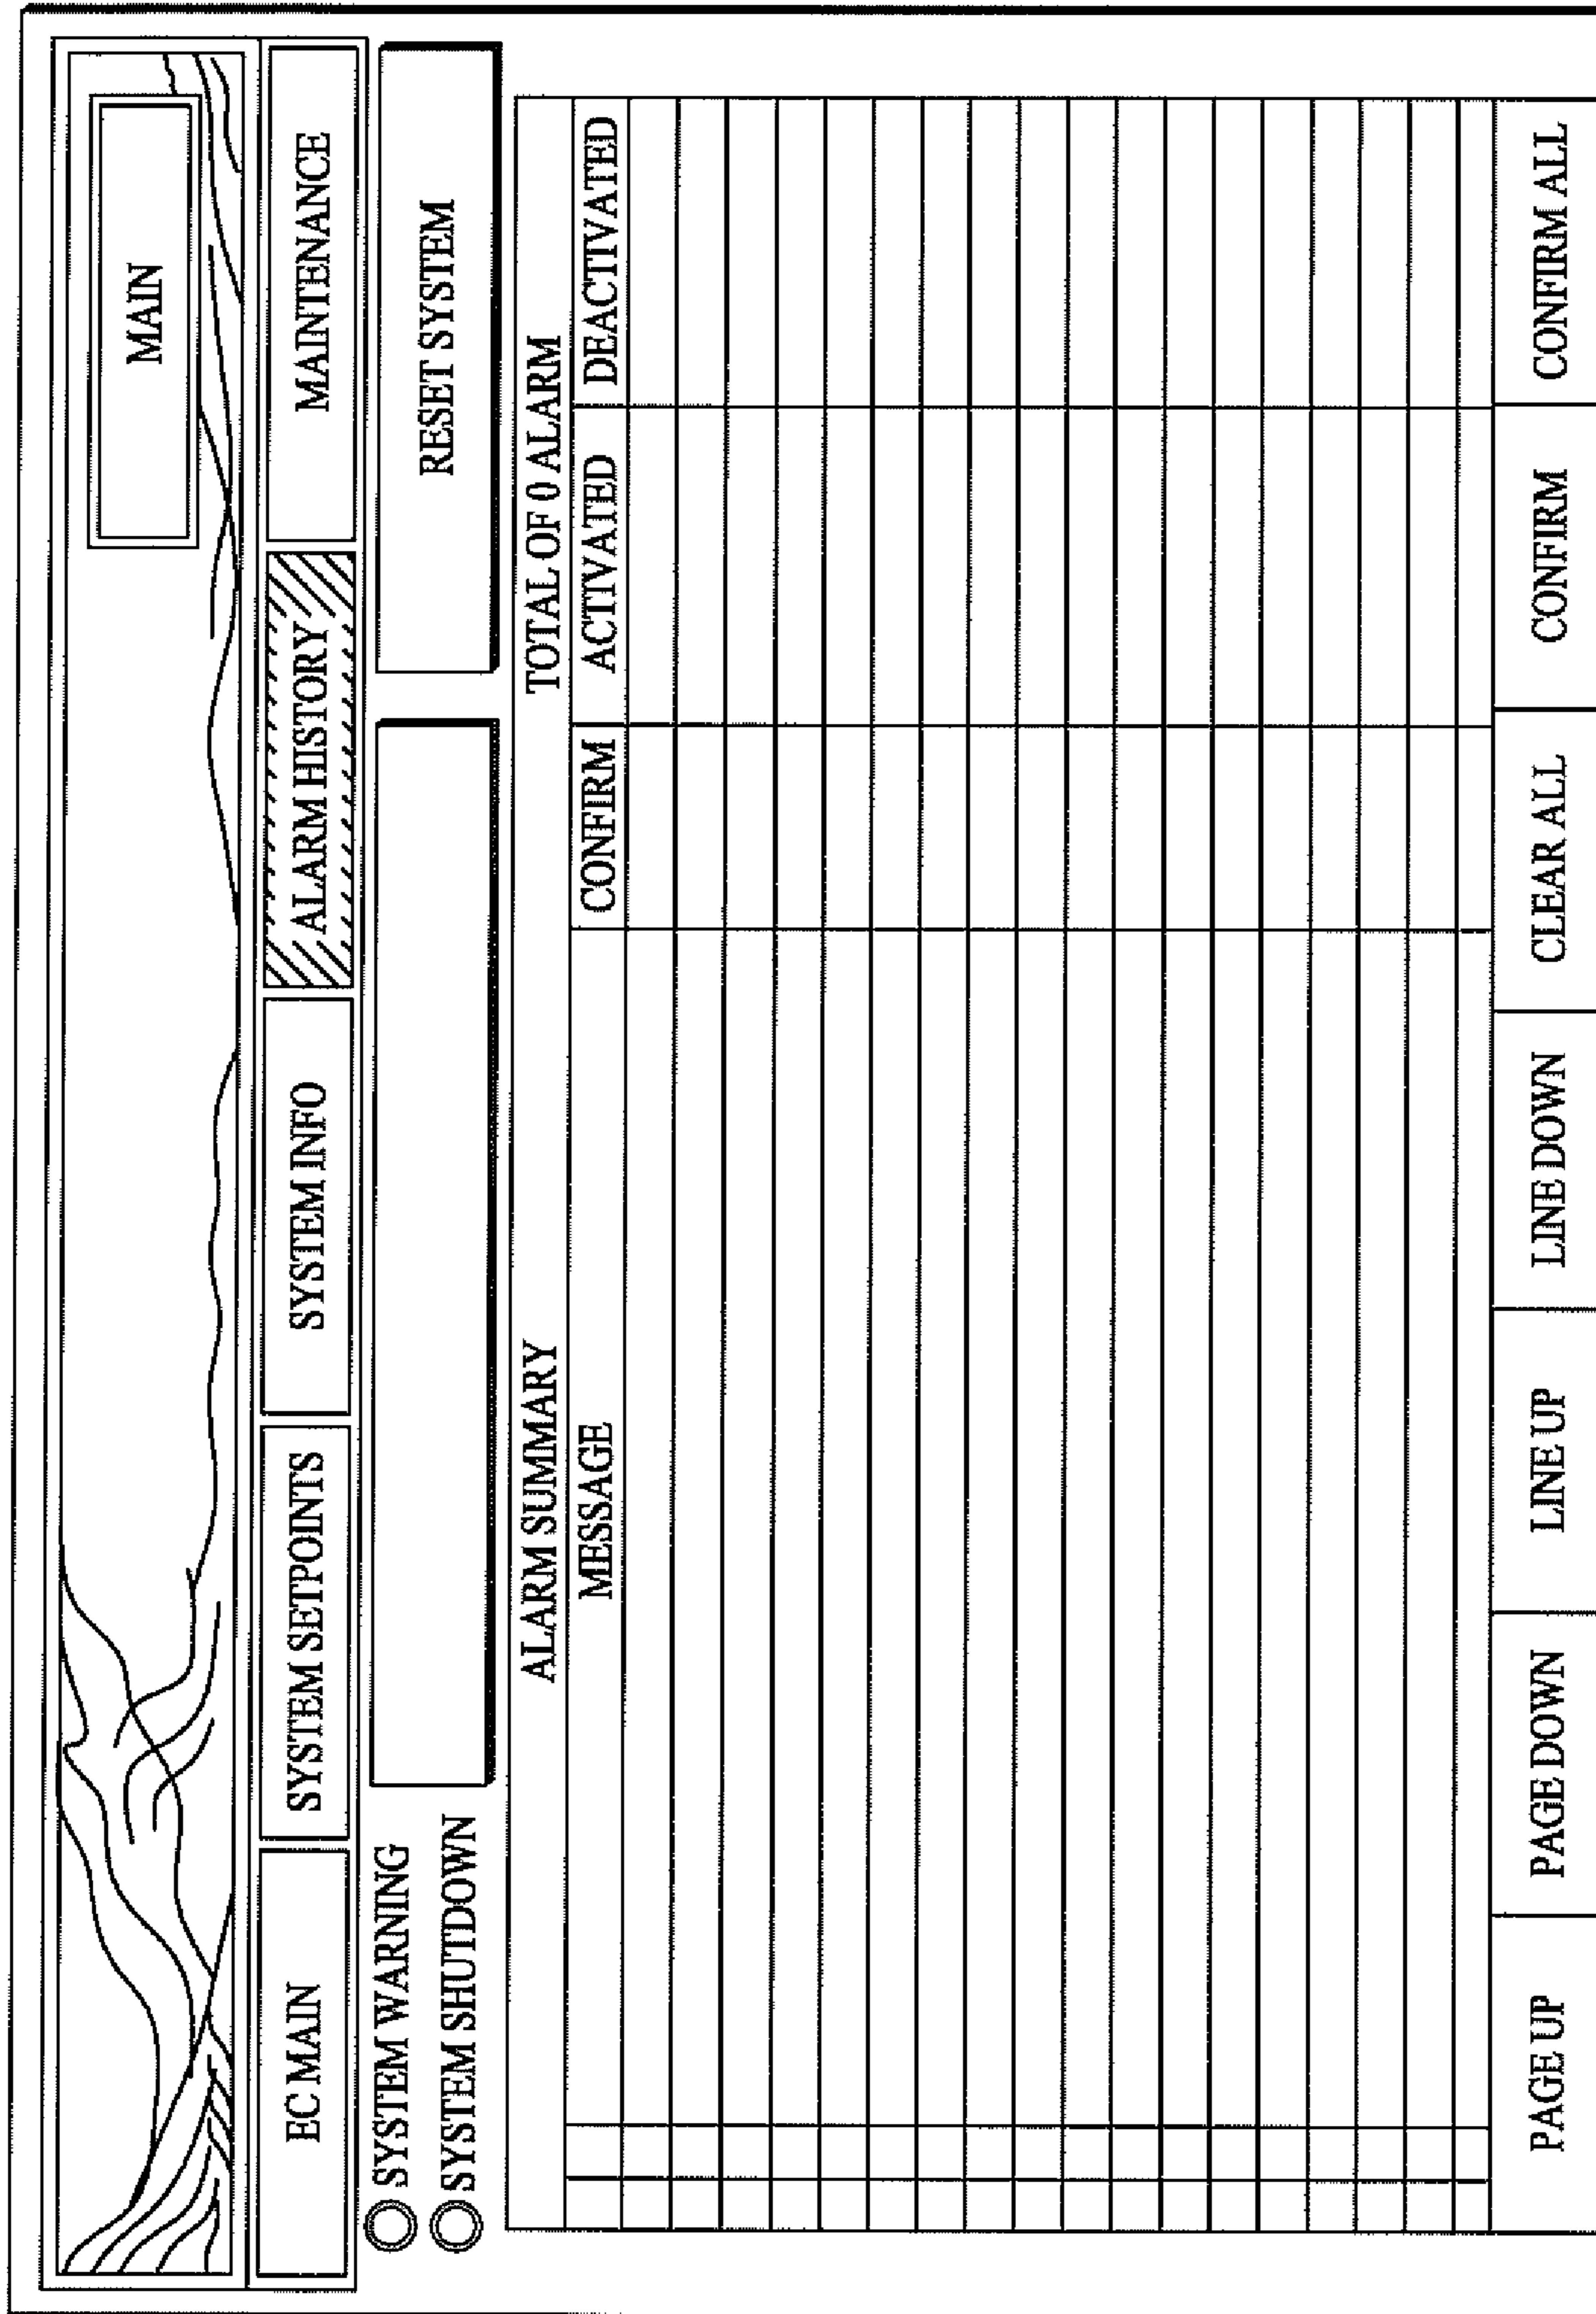 MAIN
EC MAIN
SYSTEM SETPOINTS
SYSTEM INFO
ALARM HISTORY
MAINTENANCE
SYSTEM WARNING
SYSTEM SHUTDOWN
RESET SYSTEM
ALARM SUMMARY
TOTAL OF 0 ALARM
MESSAGE
CONFIRM
ACTIVATED
DEACTIVATED
PAGE UP
PAGE DOWN
LINE UP
LINE DOWN
CLEAR ALL
CONFIRM
CONFIRM ALL